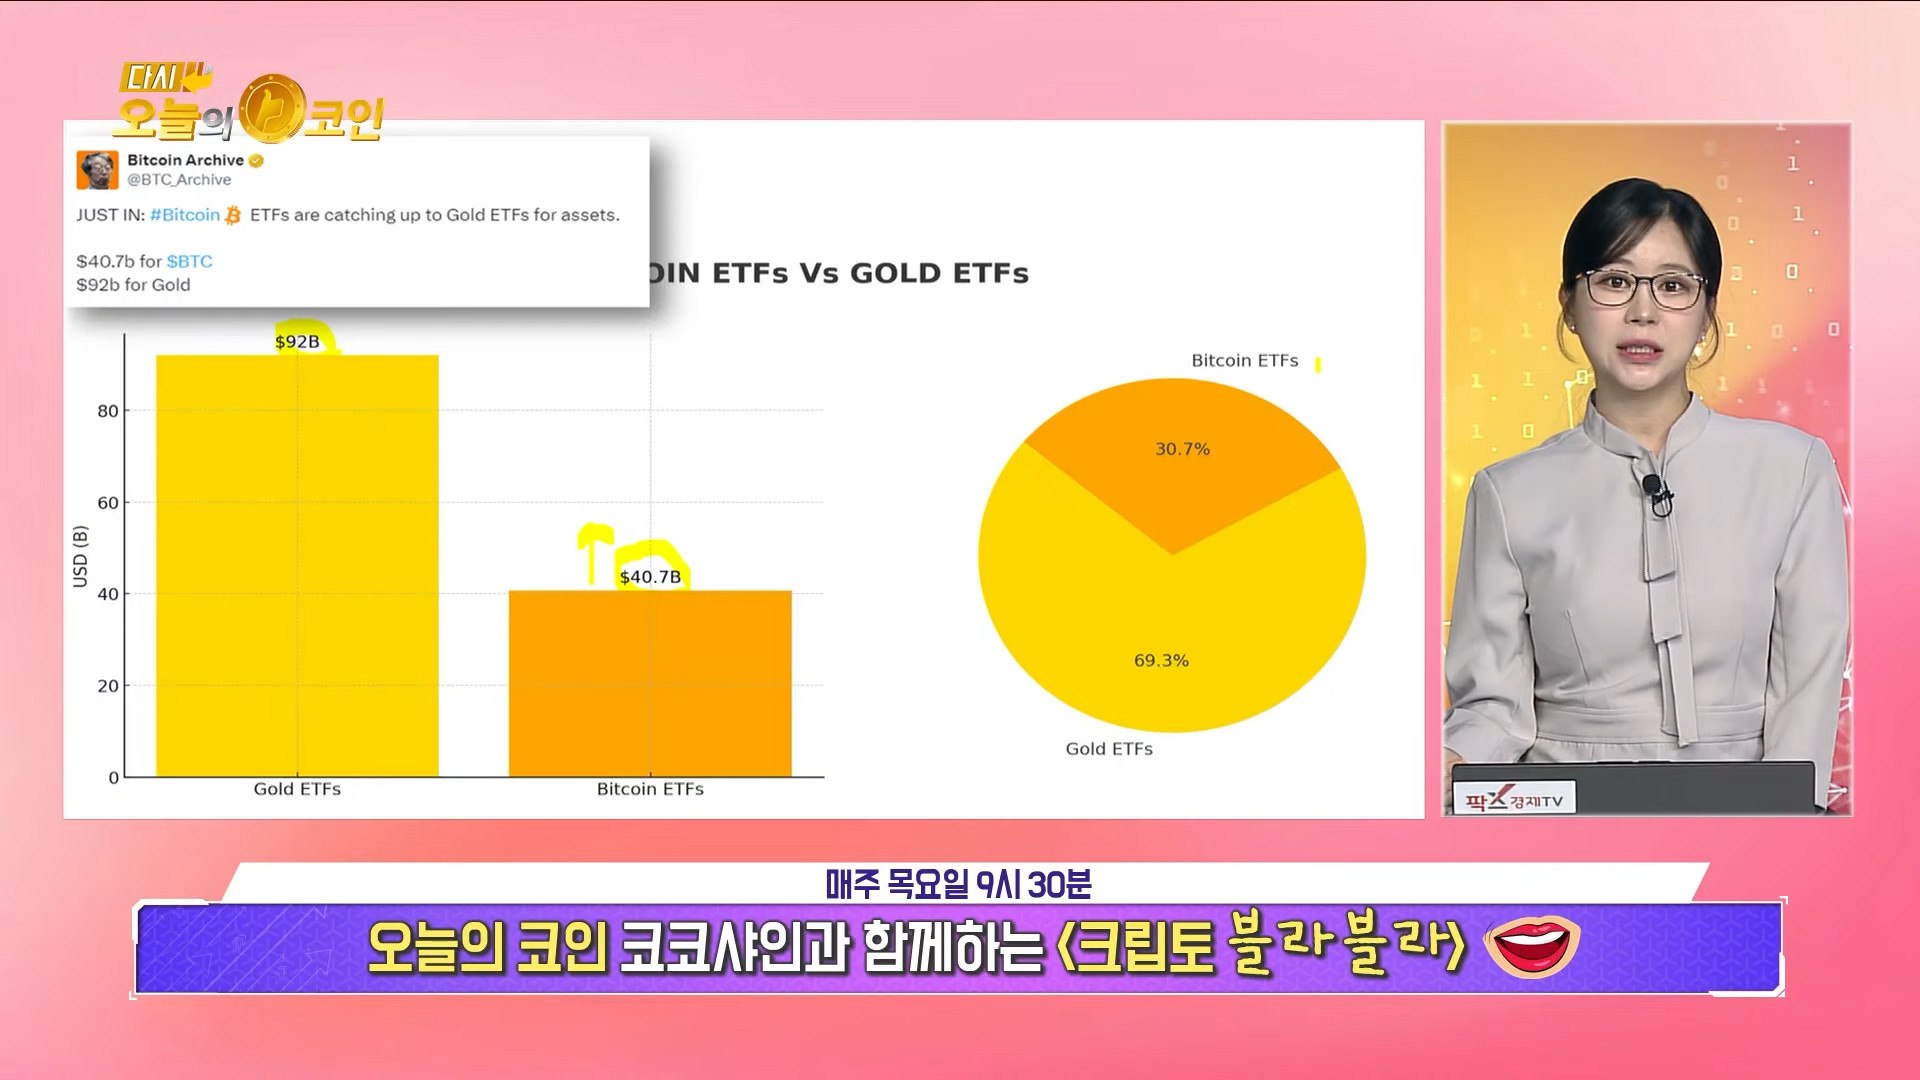 다시
오늘의 코인
Bitcoin Archive
@BTC_Archive
JUST IN: #Bitcoin ETFs are catching up to Gold ETFs for assets.
$40.7b for $BTC
$92b for Gold
OIN ETFs Vs GOLD ETFs
$92B
80
60
40
20
0
USD (B)
$40.7B
Gold ETFs
Bitcoin ETFs
Bitcoin ETFs
30.7%
69.3%
Gold ETFs
팍스경제TV
매주 목요일 9시 30분
오늘의 코인 코코샤인과 함께하는 <크립토 블라블라>